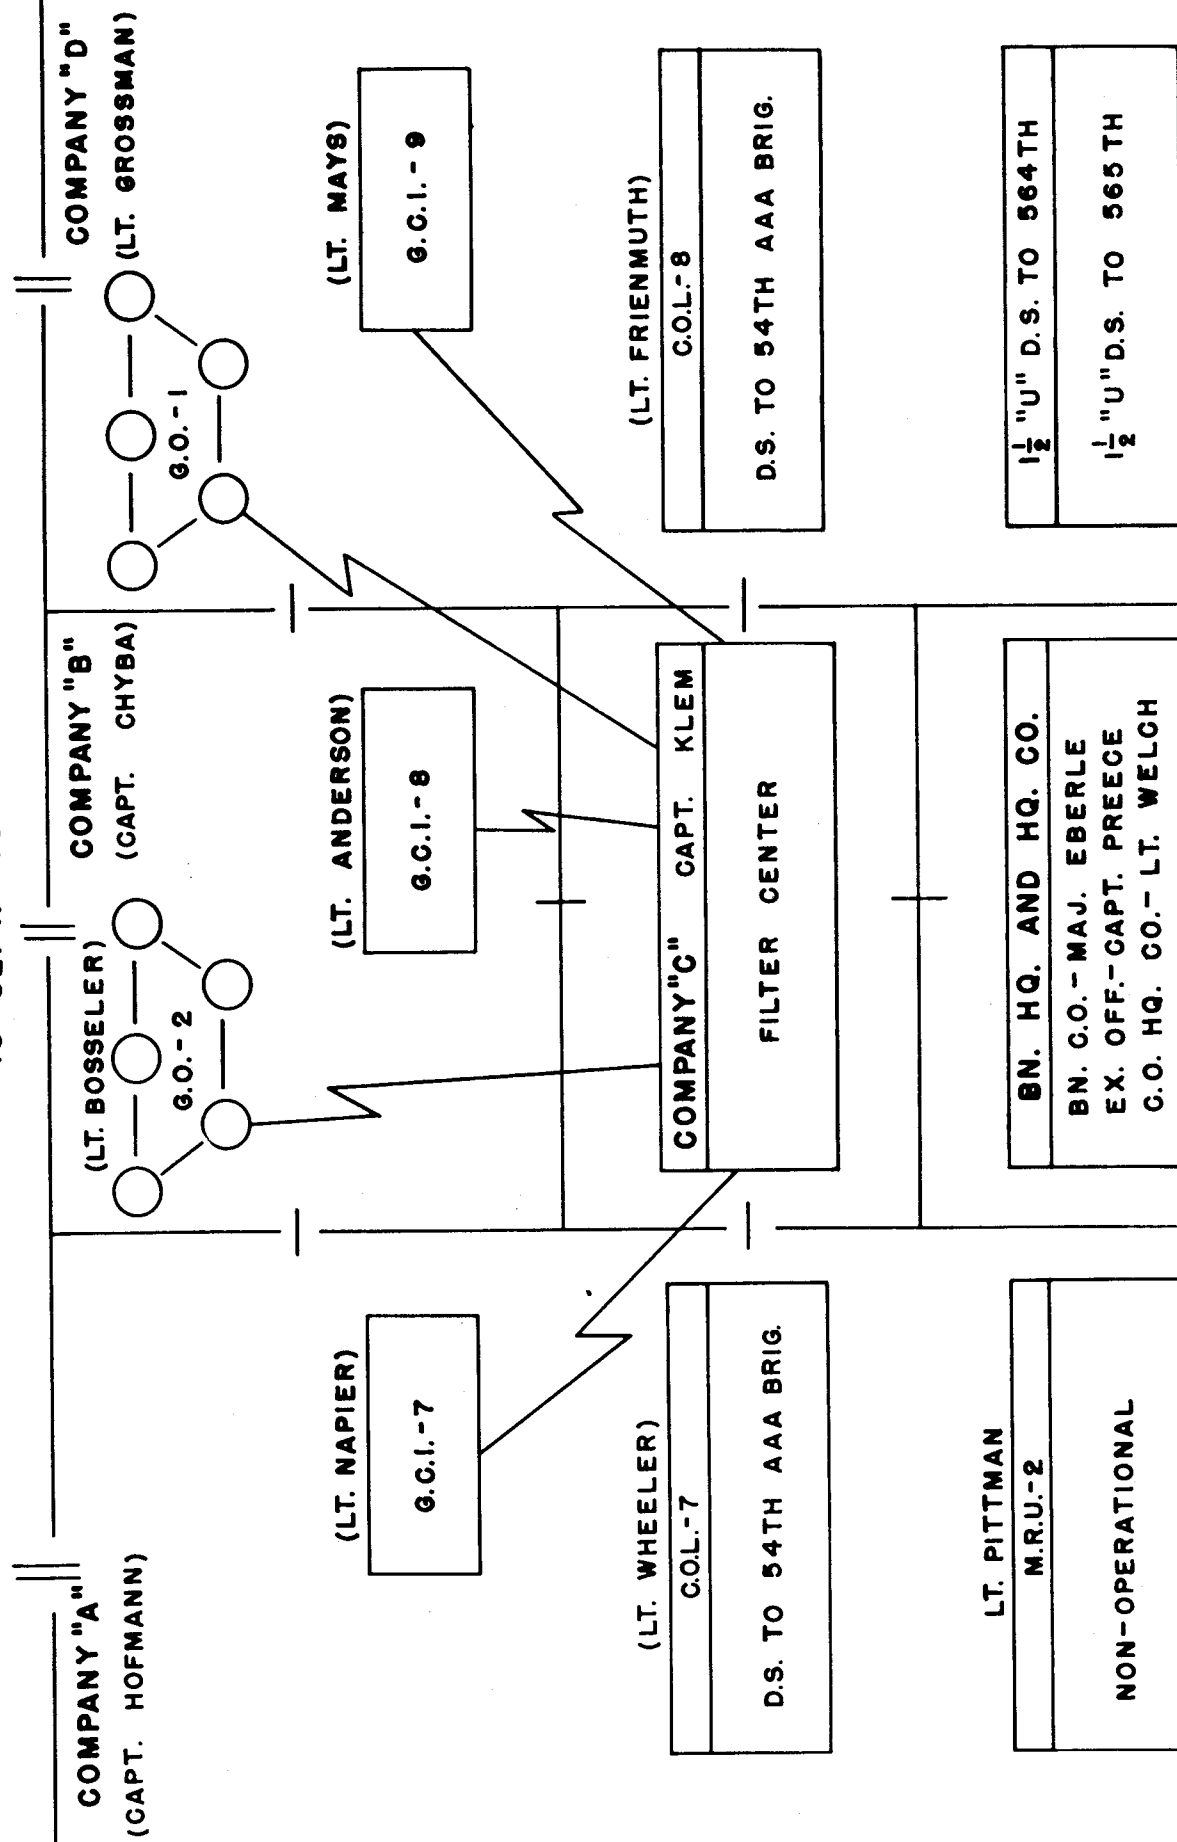 COMPANY "A"
(CAPT. HOFMANN)
COMPANY "B"
(CAPT. CHYBA)
COMPANY "D"
(LT. GROSSMAN)
(LT. BOSSELER)
G.O.-2
G.O.-1
(LT. NAPIER)
G.C.I.-7
(LT. ANDERSON)
G.C.I.-8
(LT. MAYS)
G.C.I.-9
(LT. WHEELER)
C.O.L.-7
D.S. TO 54TH AAA BRIG.
COMPANY "C" CAPT. KLEM
FILTER CENTER
(LT. FRIENMUTH)
C.O.L.-8
D.S. TO 54TH AAA BRIG.
LT. PITTMAN
M.R.U.-2
NON-OPERATIONAL
BN. HQ. AND HQ. CO.
BN. C.O.-MAJ. EBERLE
EX. OFF.-CAPT. PREECE
C.O. HQ. CO.-LT. WELCH
1½ "U" D.S. TO 564TH
1½ "U" D.S. TO 565TH